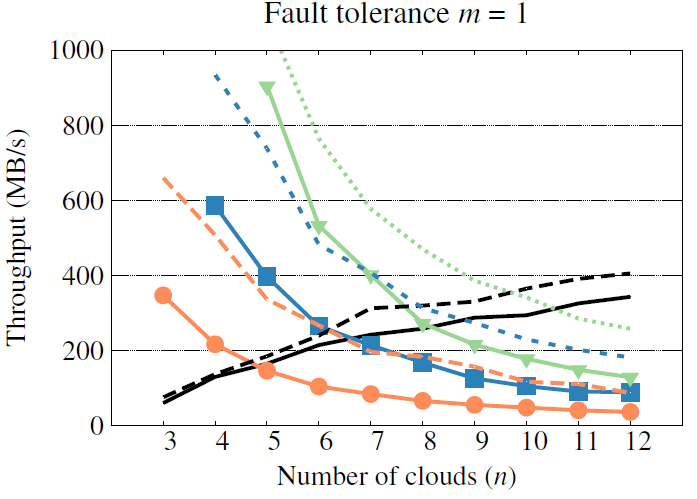 Fault tolerance m = 1
1000
800
600
400
200
0
Throughput (MB/s)
3 4 5 6 7 8 9 10 11 12
Number of clouds (n)